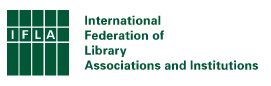 IFLA
International
Federation of
Library
Associations and Institutions